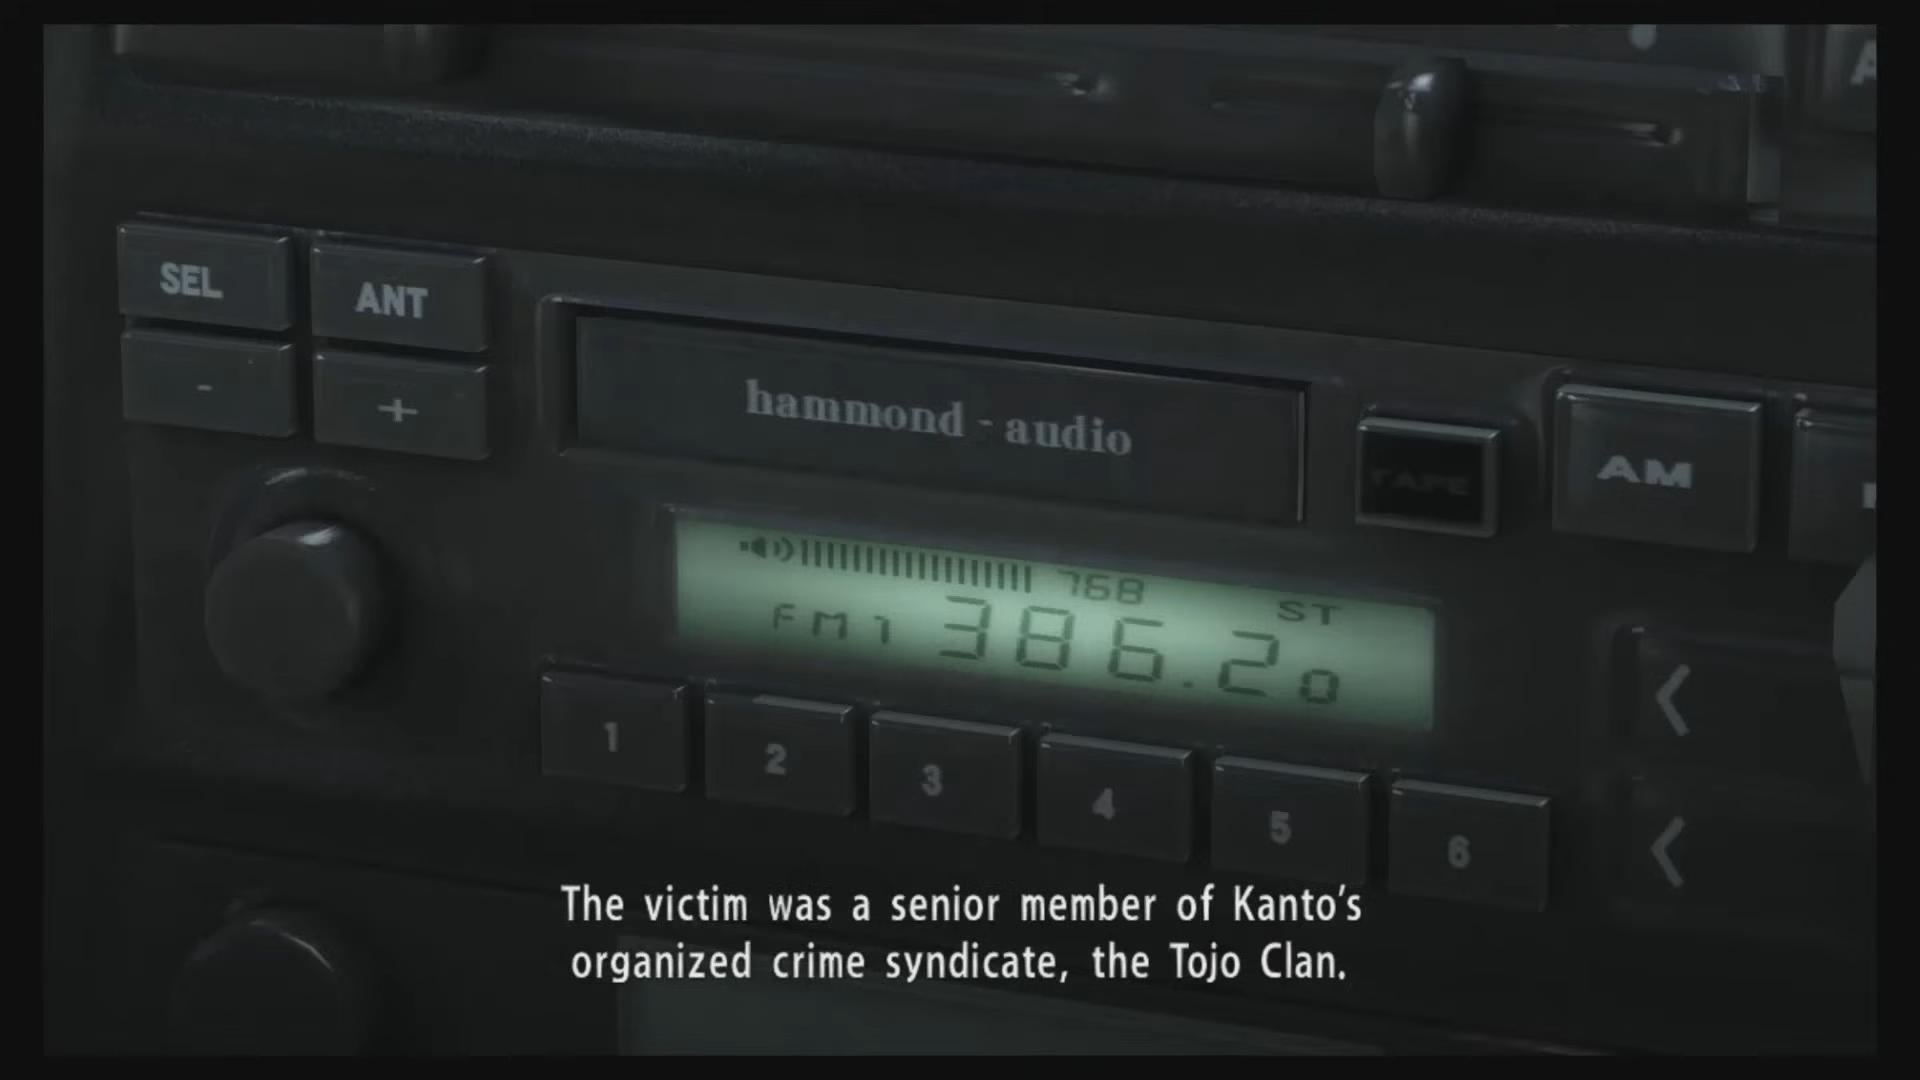 SEL
ANT
-
+
hammond - audio
TAPE
AM
768
ST
FM1 386.20
1
2
3
4
5
6
The victim was a senior member of Kanto's
organized crime syndicate, the Tojo Clan.